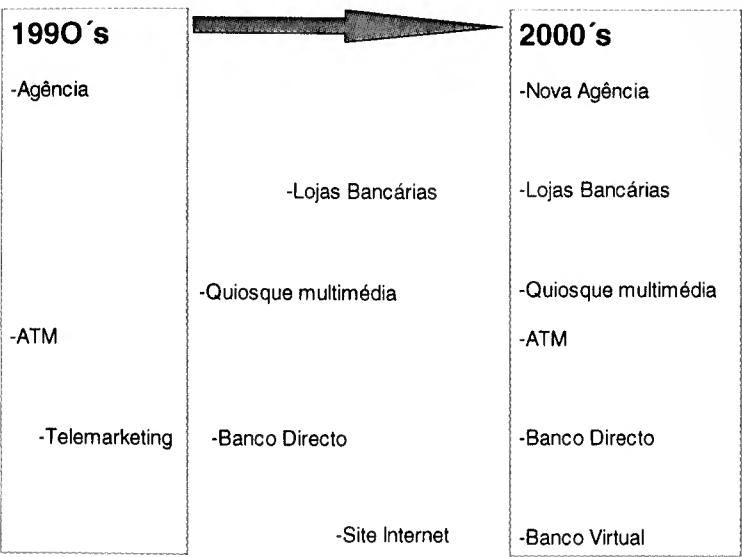 1990´s
2000´s
-Agência
-Nova Agência
-Lojas Bancárias
-Lojas Bancárias
-Quiosque multimédia
-Quiosque multimédia
-ATM
-ATM
-Telemarketing
-Banco Directo
-Banco Directo
-Site Internet
-Banco Virtual